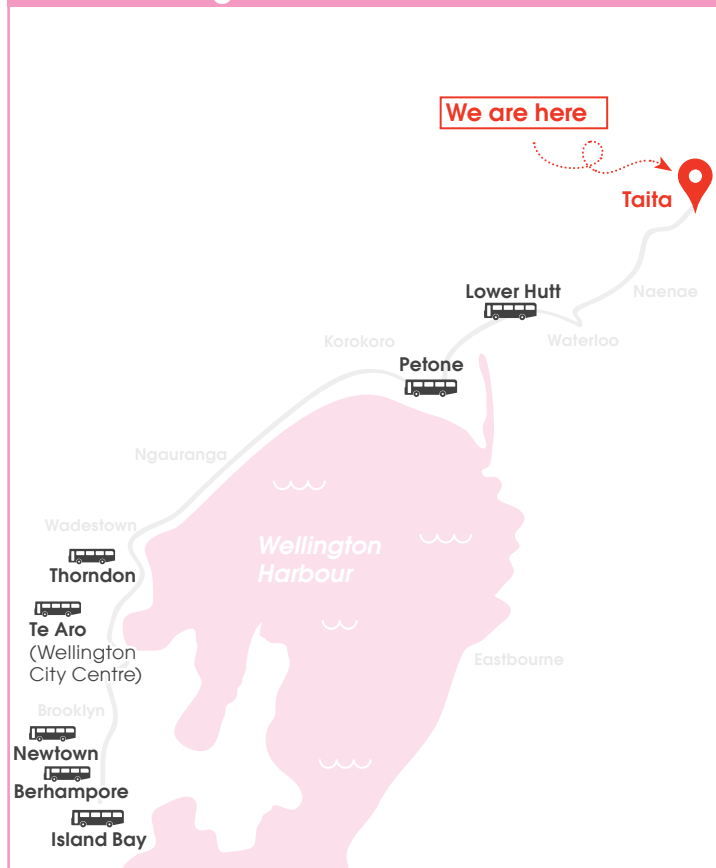 We are here
Taita
Naenae
Lower Hutt
Waterloo
Korokoro
Petone
Ngauranga
Wadestown
Wellington
Harbour
Thorndon
Te Aro
(Wellington
City Centre)
Eastbourne
Brooklyn
Newtown
Berhampore
Island Bay